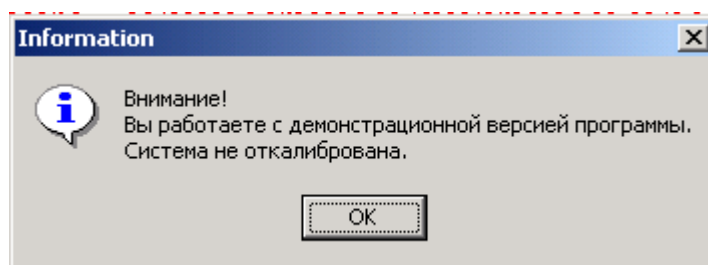 Information
Внимание!
Вы работаете с демонстрационной версией программы.
Система не откалибрована.
OK